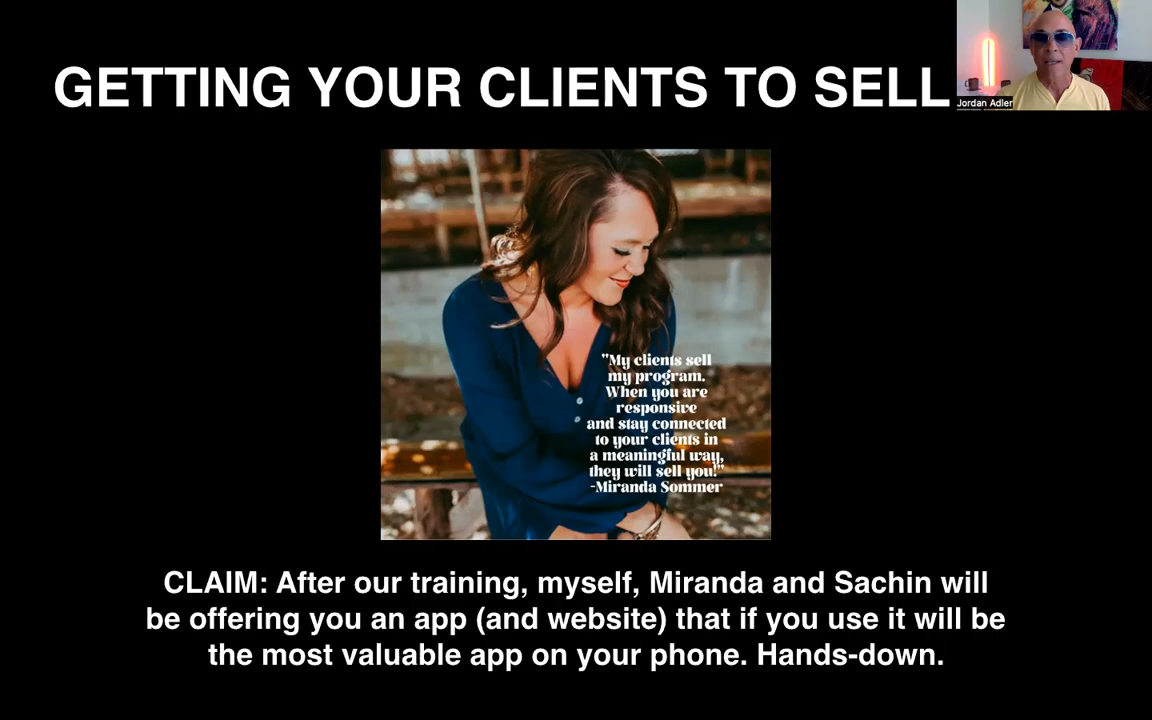 GETTING YOUR CLIENTS TO SELL
Jordan Adler
"My clients sell
my program.
When you are
responsive
and stay connected
to your clients in
a meaningful way,
they will sell you!"
-Miranda Sommer
CLAIM: After our training, myself, Miranda and Sachin will
be offering you an app (and website) that if you use it will be
the most valuable app on your phone. Hands-down.